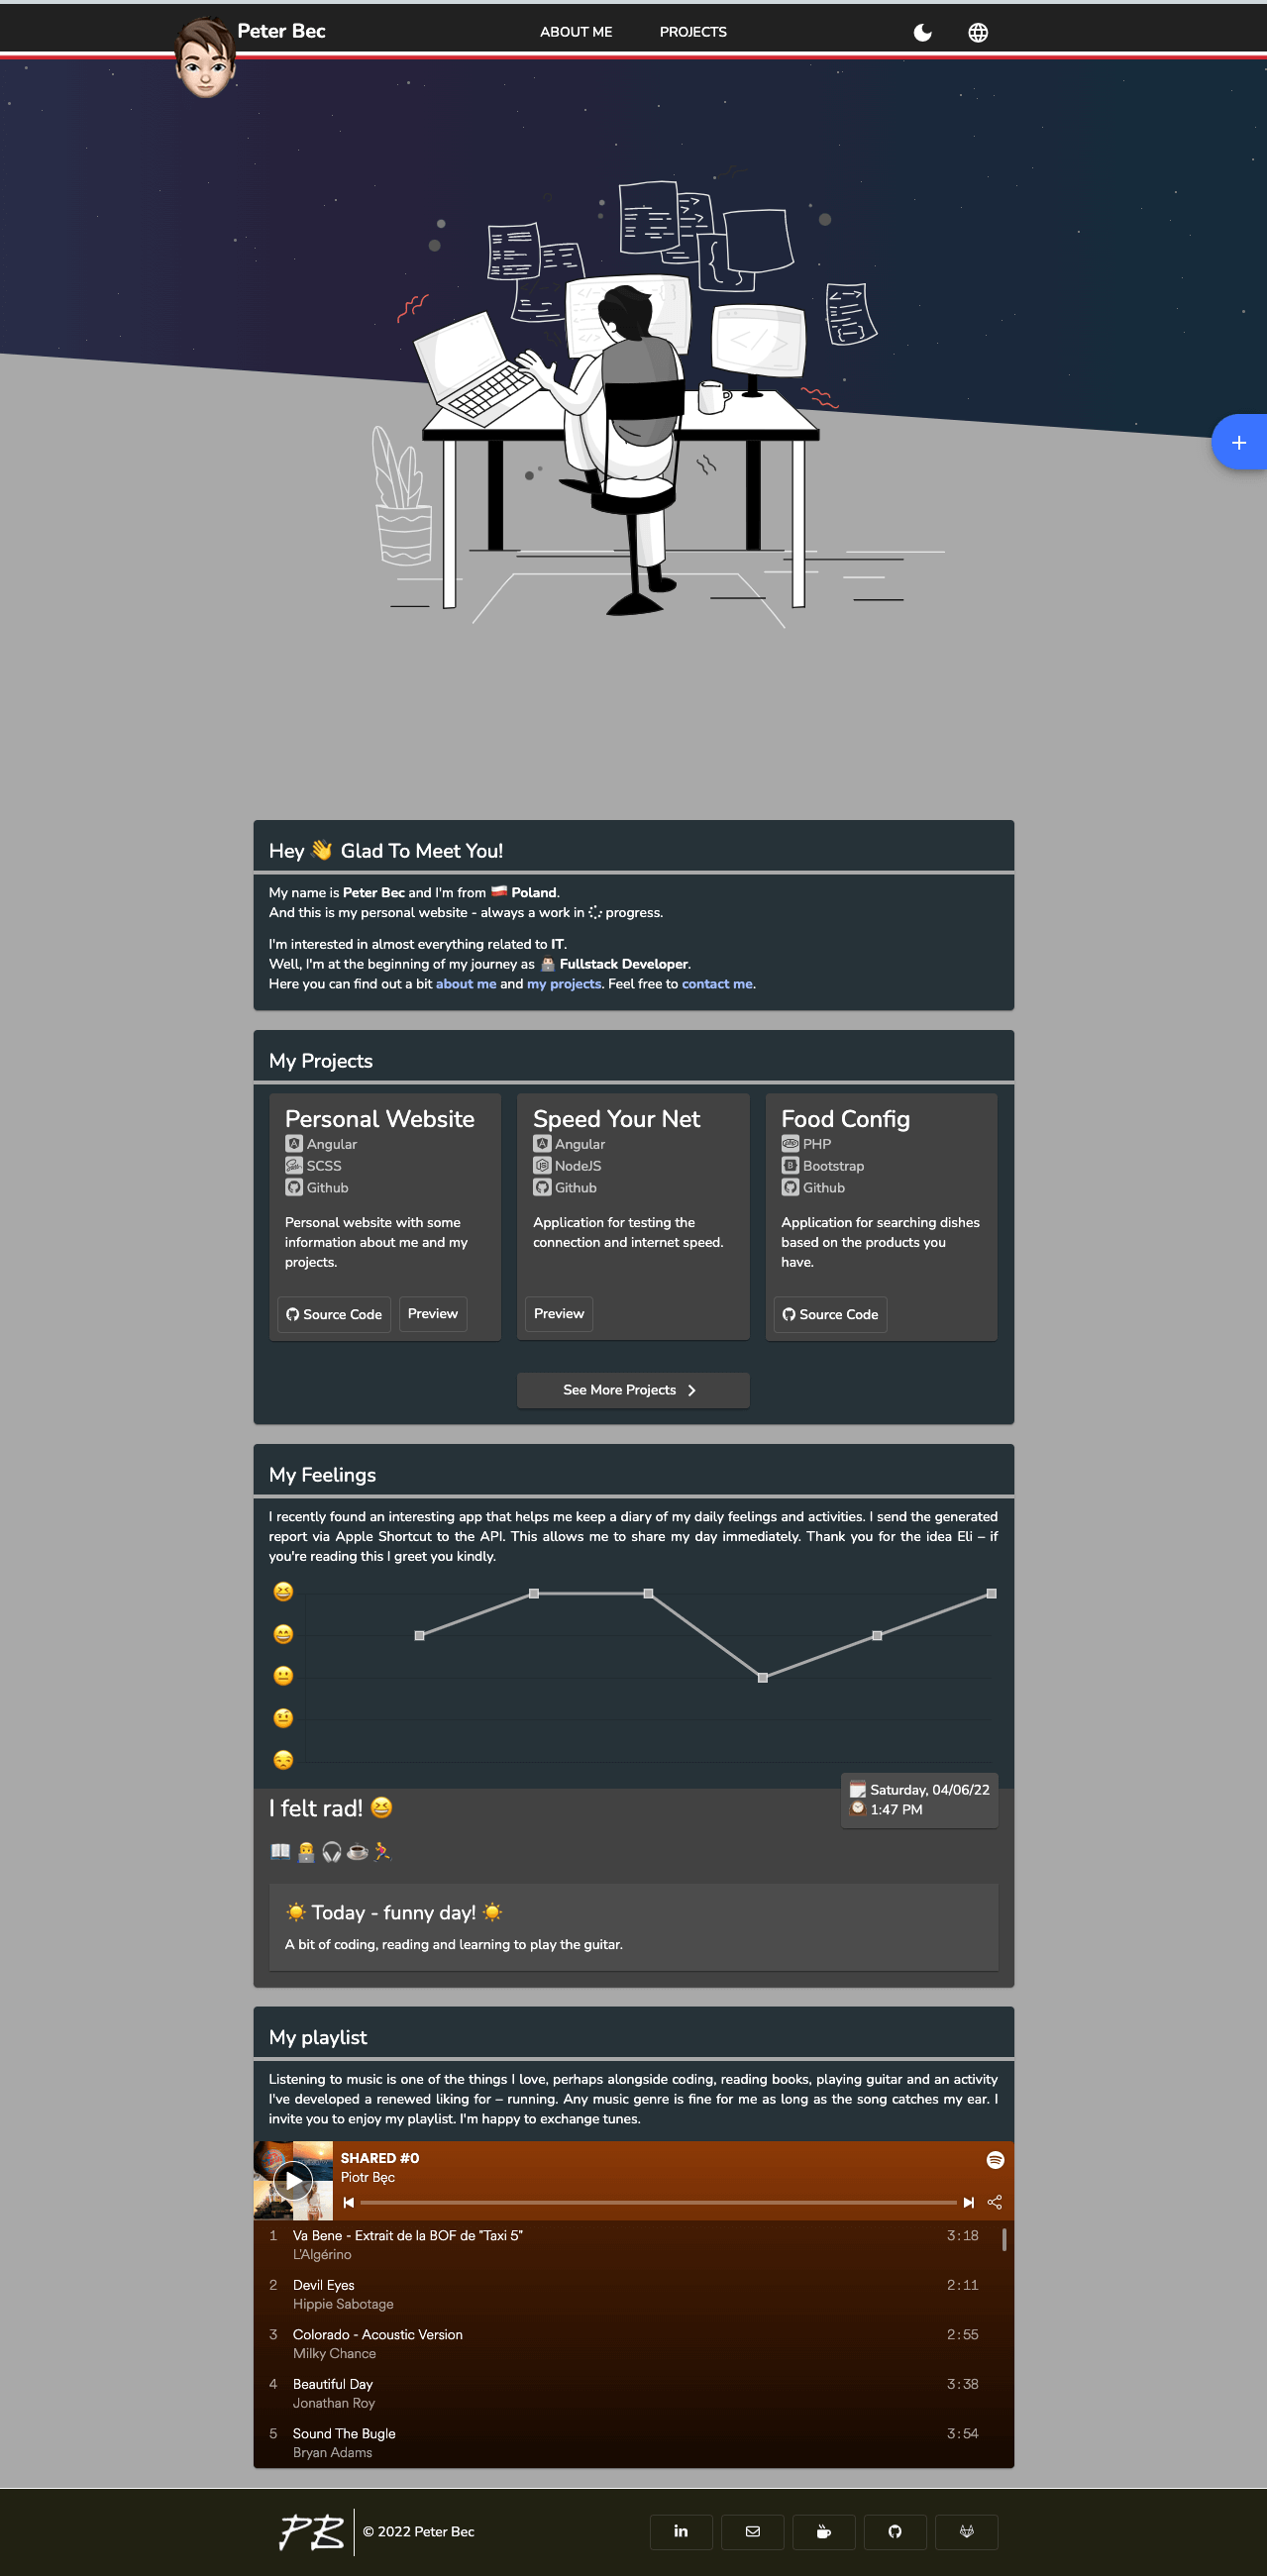 Peter Bec
ABOUT ME
PROJECTS
Hey 👋 Glad To Meet You!
My name is Peter Bec and I'm from 🇵🇱 Poland.
And this is my personal website - always a work in progress.
I'm interested in almost everything related to IT.
Well, I'm at the beginning of my journey as 👨‍💻 Fullstack Developer.
Here you can find out a bit about me and my projects. Feel free to contact me.
My Projects
Personal Website
Angular
SCSS
Github
Personal website with some
information about me and my
projects.
Source Code
Preview
Speed Your Net
Angular
NodeJS
Github
Application for testing the
connection and internet speed.
Preview
Food Config
PHP
Bootstrap
Github
Application for searching dishes
based on the products you
have.
Source Code
See More Projects
My Feelings
I recently found an interesting app that helps me keep a diary of my daily feelings and activities. I send the generated
report via Apple Shortcut to the API. This allows me to share my day immediately. Thank you for the idea Eli – if
you're reading this I greet you kindly.
Saturday, 04/06/22
1:47 PM
I felt rad! 😆
☀️ Today - funny day! ☀️
A bit of coding, reading and learning to play the guitar.
My playlist
Listening to music is one of the things I love, perhaps alongside coding, reading books, playing guitar and an activity
I've developed a renewed liking for – running. Any music genre is fine for me as long as the song catches my ear. I
invite you to enjoy my playlist. I'm happy to exchange tunes.
SHARED #0
Piotr Bęc
1 Va Bene - Extrait de la BOF de "Taxi 5" 3:18
L'Algérino
2 Devil Eyes 2:11
Hippie Sabotage
3 Colorado - Acoustic Version 2:55
Milky Chance
4 Beautiful Day 3:38
Jonathan Roy
5 Sound The Bugle 3:54
Bryan Adams
PB
© 2022 Peter Bec